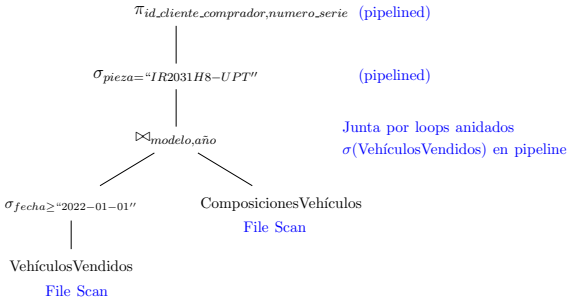 π_{id_cliente_comprador,numero_serie} (pipelined)
σ_{pieza=“IR2031H8−UPT”} (pipelined)
⋈_{modelo,año}
Junta por loops anidados
σ(VehículosVendidos) en pipeline
σ_{fecha≥“2022−01−01”}
ComposicionesVehículos
File Scan
VehículosVendidos
File Scan